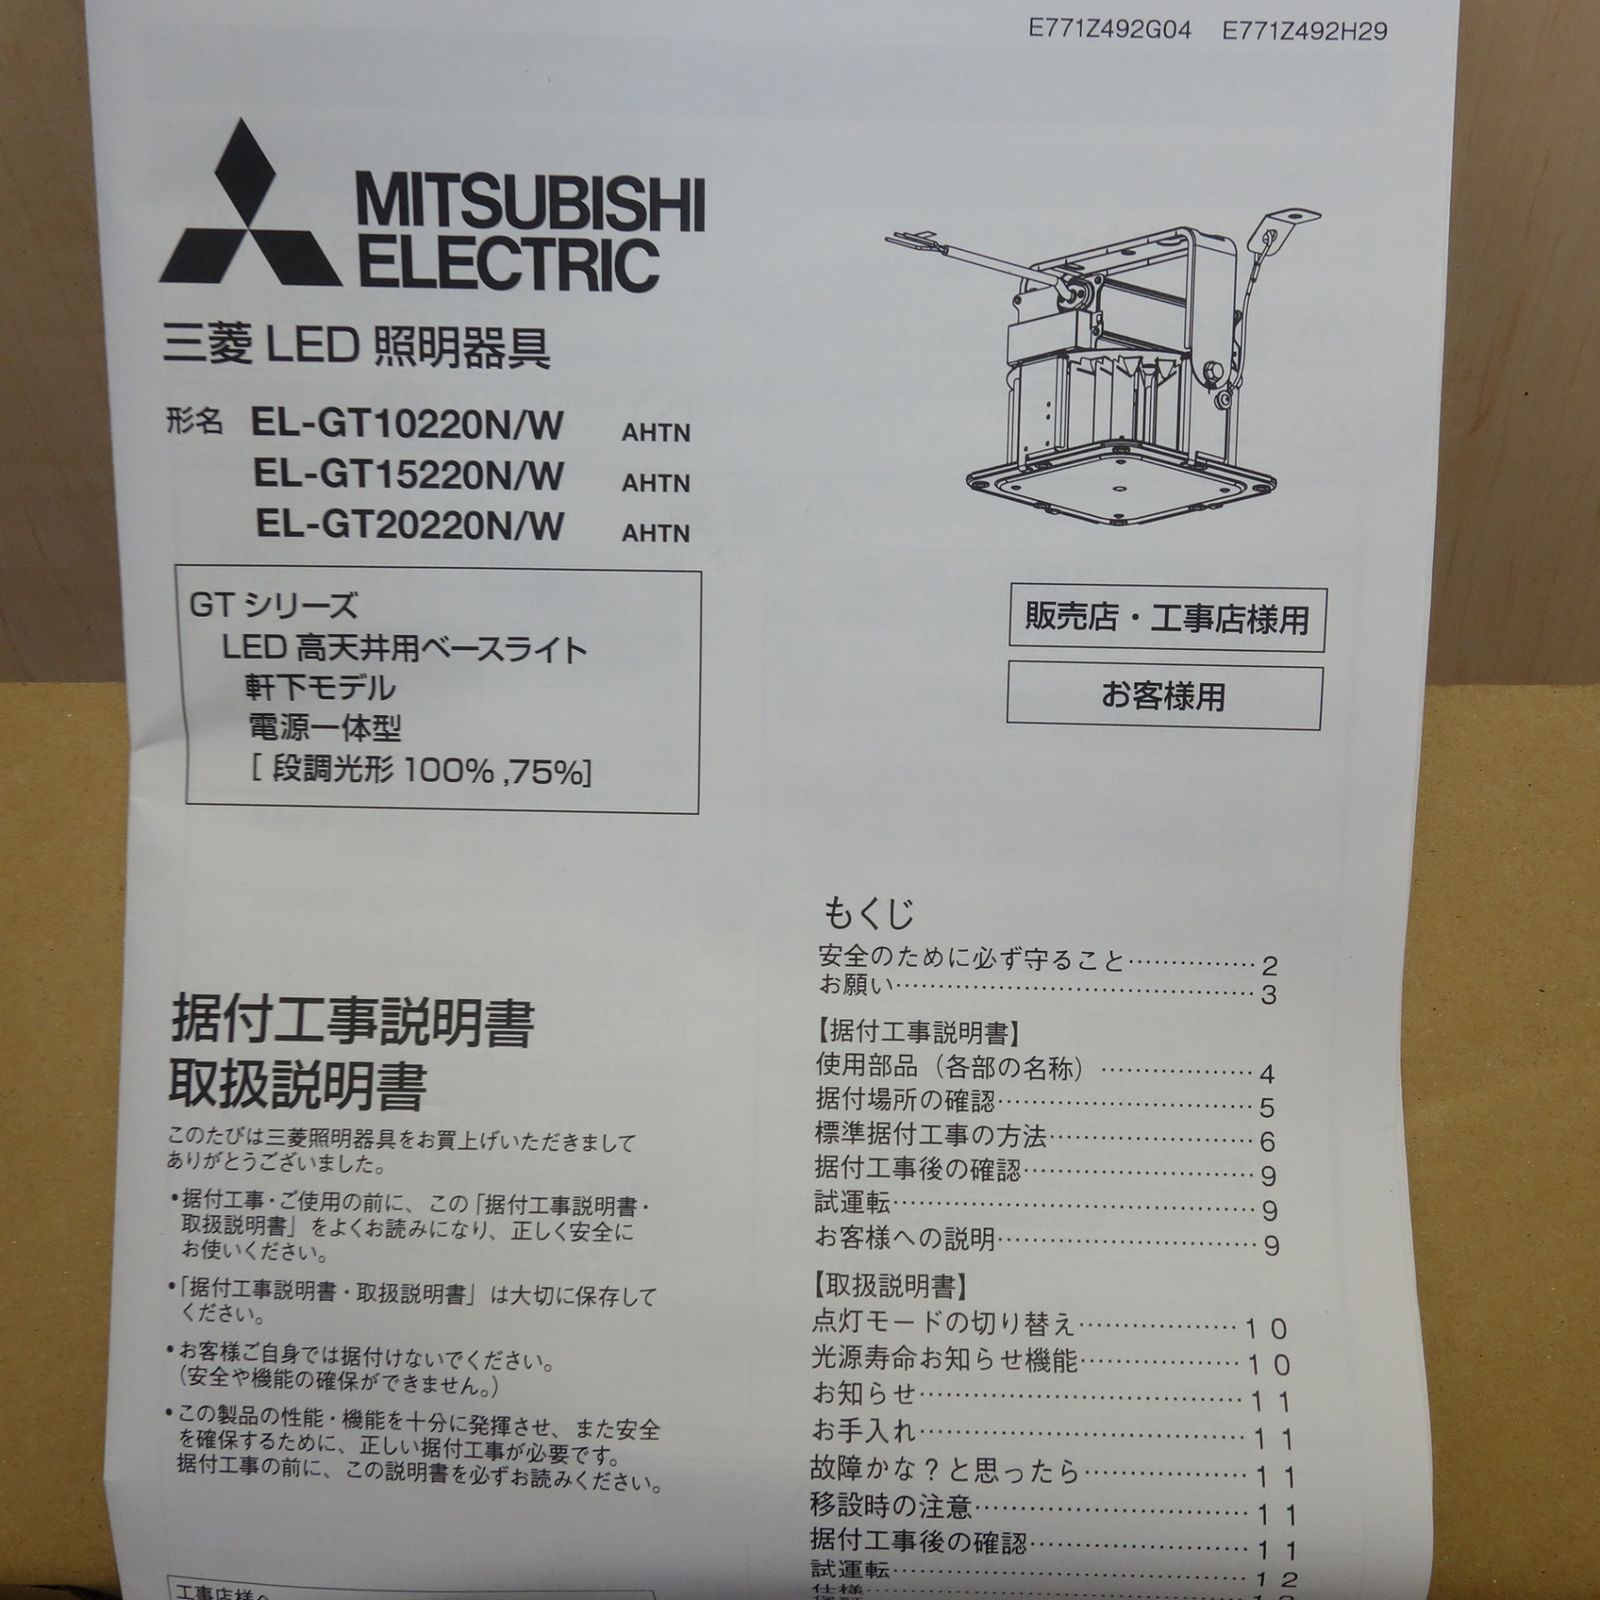 E771Z492G04 E771Z492H29
MITSUBISHI
ELECTRIC
三菱 LED 照明器具
形名 EL-GT10220N/W AHTN
EL-GT15220N/W AHTN
EL-GT20220N/W AHTN
GT シリーズ
LED 高天井用ベースライト
軒下モデル
電源一体型
[ 段調光形 100% ,75%]
販売店・工事店様用
お客様用
据付工事説明書
取扱説明書
このたびは三菱照明器具をお買上げいただきまして
ありがとうございました。
•据付工事・ご使用の前に、この「据付工事説明書・
取扱説明書」をよくお読みになり、正しく安全に
お使いください。
•「据付工事説明書・取扱説明書」は大切に保存して
ください。
•お客様ご自身では据付けないでください。
(安全や機能の確保ができません。)
•この製品の性能・機能を十分に発揮させ、また安全
を確保するために、正しい据付工事が必要です。
据付工事の前に、この説明書を必ずお読みください。
工事店様へ
もくじ
安全のために必ず守ること……………2
お願い……………………………………3
【据付工事説明書】
使用部品（各部の名称）………………4
据付場所の確認…………………………5
標準据付工事の方法……………………6
据付工事後の確認………………………9
試運転……………………………………9
お客様への説明…………………………9
【取扱説明書】
点灯モードの切り替え………………10
光源寿命お知らせ機能………………10
お知らせ………………………………11
お手入れ………………………………11
故障かな？と思ったら………………11
移設時の注意…………………………11
据付工事後の確認……………………11
試運転…………………………………12
仕様